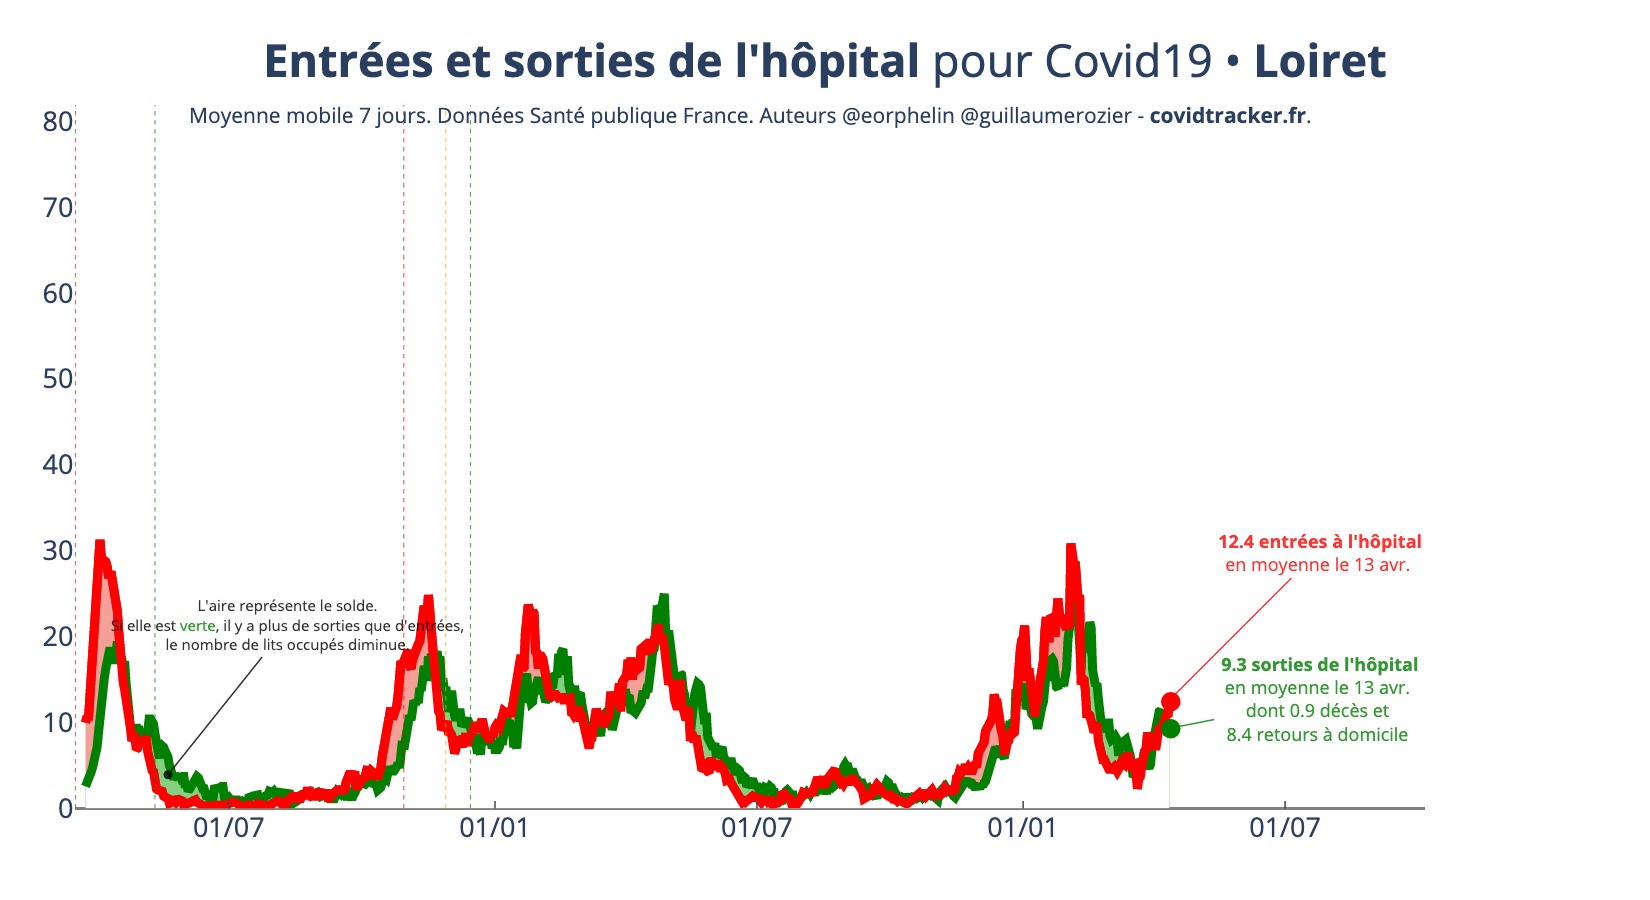 Entrées et sorties de l'hôpital pour Covid19 • Loiret
Moyenne mobile 7 jours. Données Santé publique France. Auteurs @eorphelin @guillaumerozier - covidtracker.fr.
80
70
60
50
40
30
20
10
0
L'aire représente le solde.
Si elle est verte, il y a plus de sorties que d'entrées,
le nombre de lits occupés diminue.
12.4 entrées à l'hôpital
en moyenne le 13 avr.
9.3 sorties de l'hôpital
en moyenne le 13 avr.
dont 0.9 décès et
8.4 retours à domicile
01/07
01/01
01/07
01/01
01/07